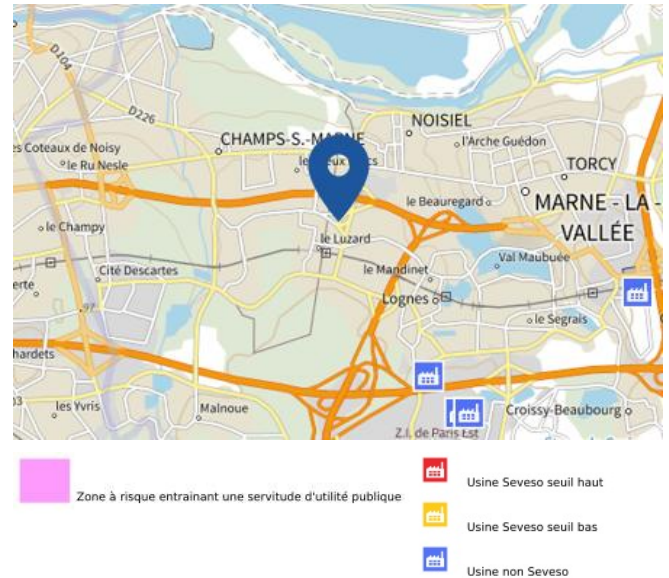 D104
D226
NOISIEL
CHAMPS-S.-MARNE
l'Arche Guédon
Coteaux de Noisy
le Ru Nesle
TORCY
le Beauregard
MARNE - LA -
VALLÉE
le Champy
le Luzard
Val Maubuée
Cité Descartes
le Mandinet
Lognes
97
le Segrais
les Yvris
Malnoue
Croissy-Beaubourg
Z.I. de Paris Est
Zone à risque entrainant une servitude d'utilité publique
Usine Seveso seuil haut
Usine Seveso seuil bas
Usine non Seveso